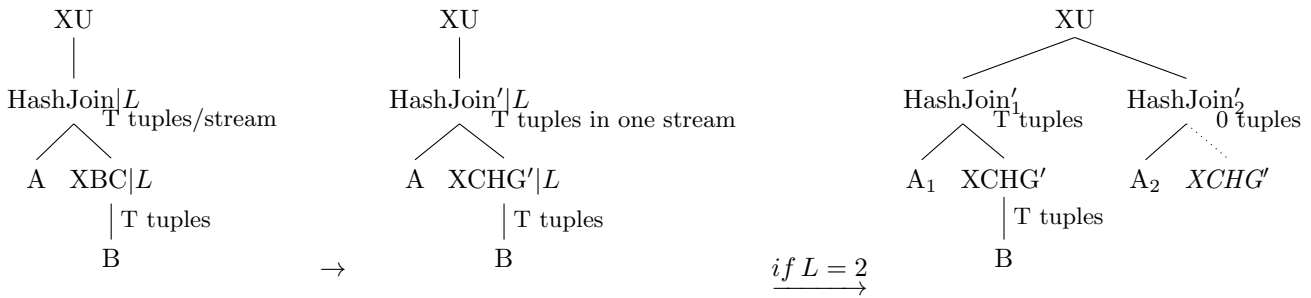 XU
HashJoin|L
T tuples/stream
A XBC|L
T tuples
B
→
XU
HashJoin′|L
T tuples in one stream
A XCHG′|L
T tuples
B
if L = 2
XU
HashJoin′₁ HashJoin′₂
T tuples 0 tuples
A₁ XCHG′ A₂ XCHG′
T tuples
B